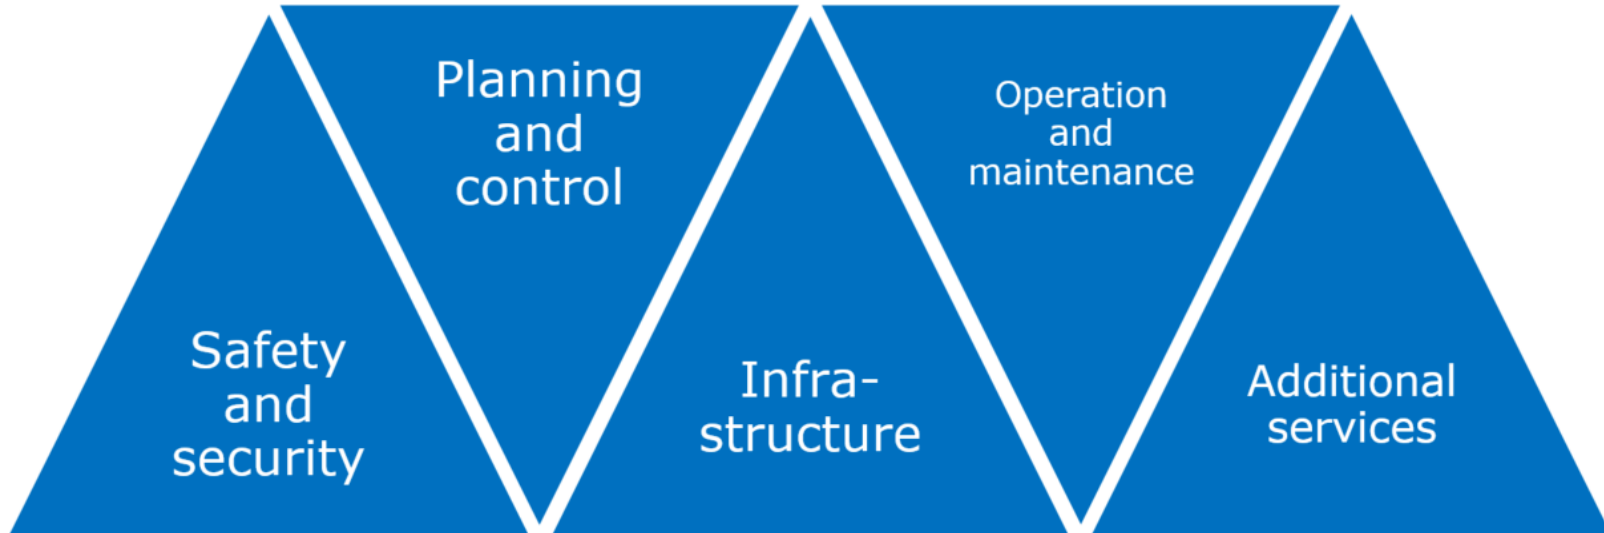 Safety
and
security
Planning
and
control
Infra-
structure
Operation
and
maintenance
Additional
services